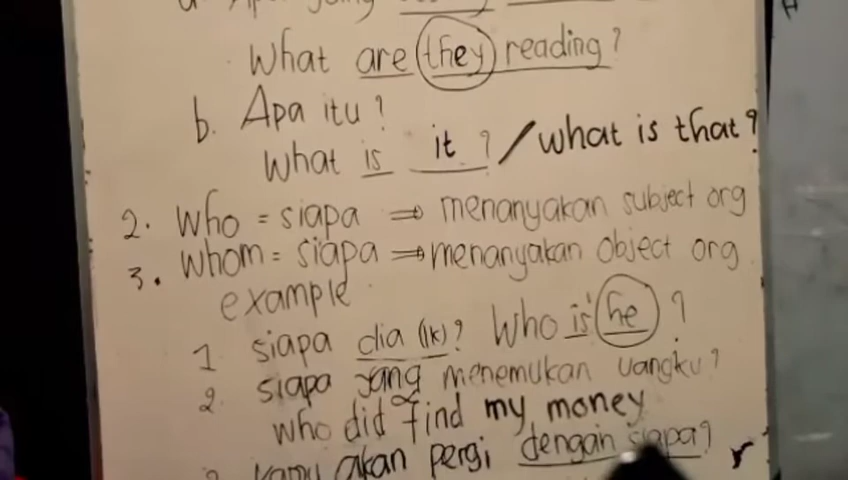 What are they reading?
b. Apa itu?
What is it ? / what is that?
2. Who = siapa ⇒ menanyakan subject org
3. whom = siapa ⇒ menanyakan object org
example
1 siapa dia (lk)? Who is he ?
2. siapa yang menemukan uangku?
who did find my money
kamu akan pergi dengan siapa?